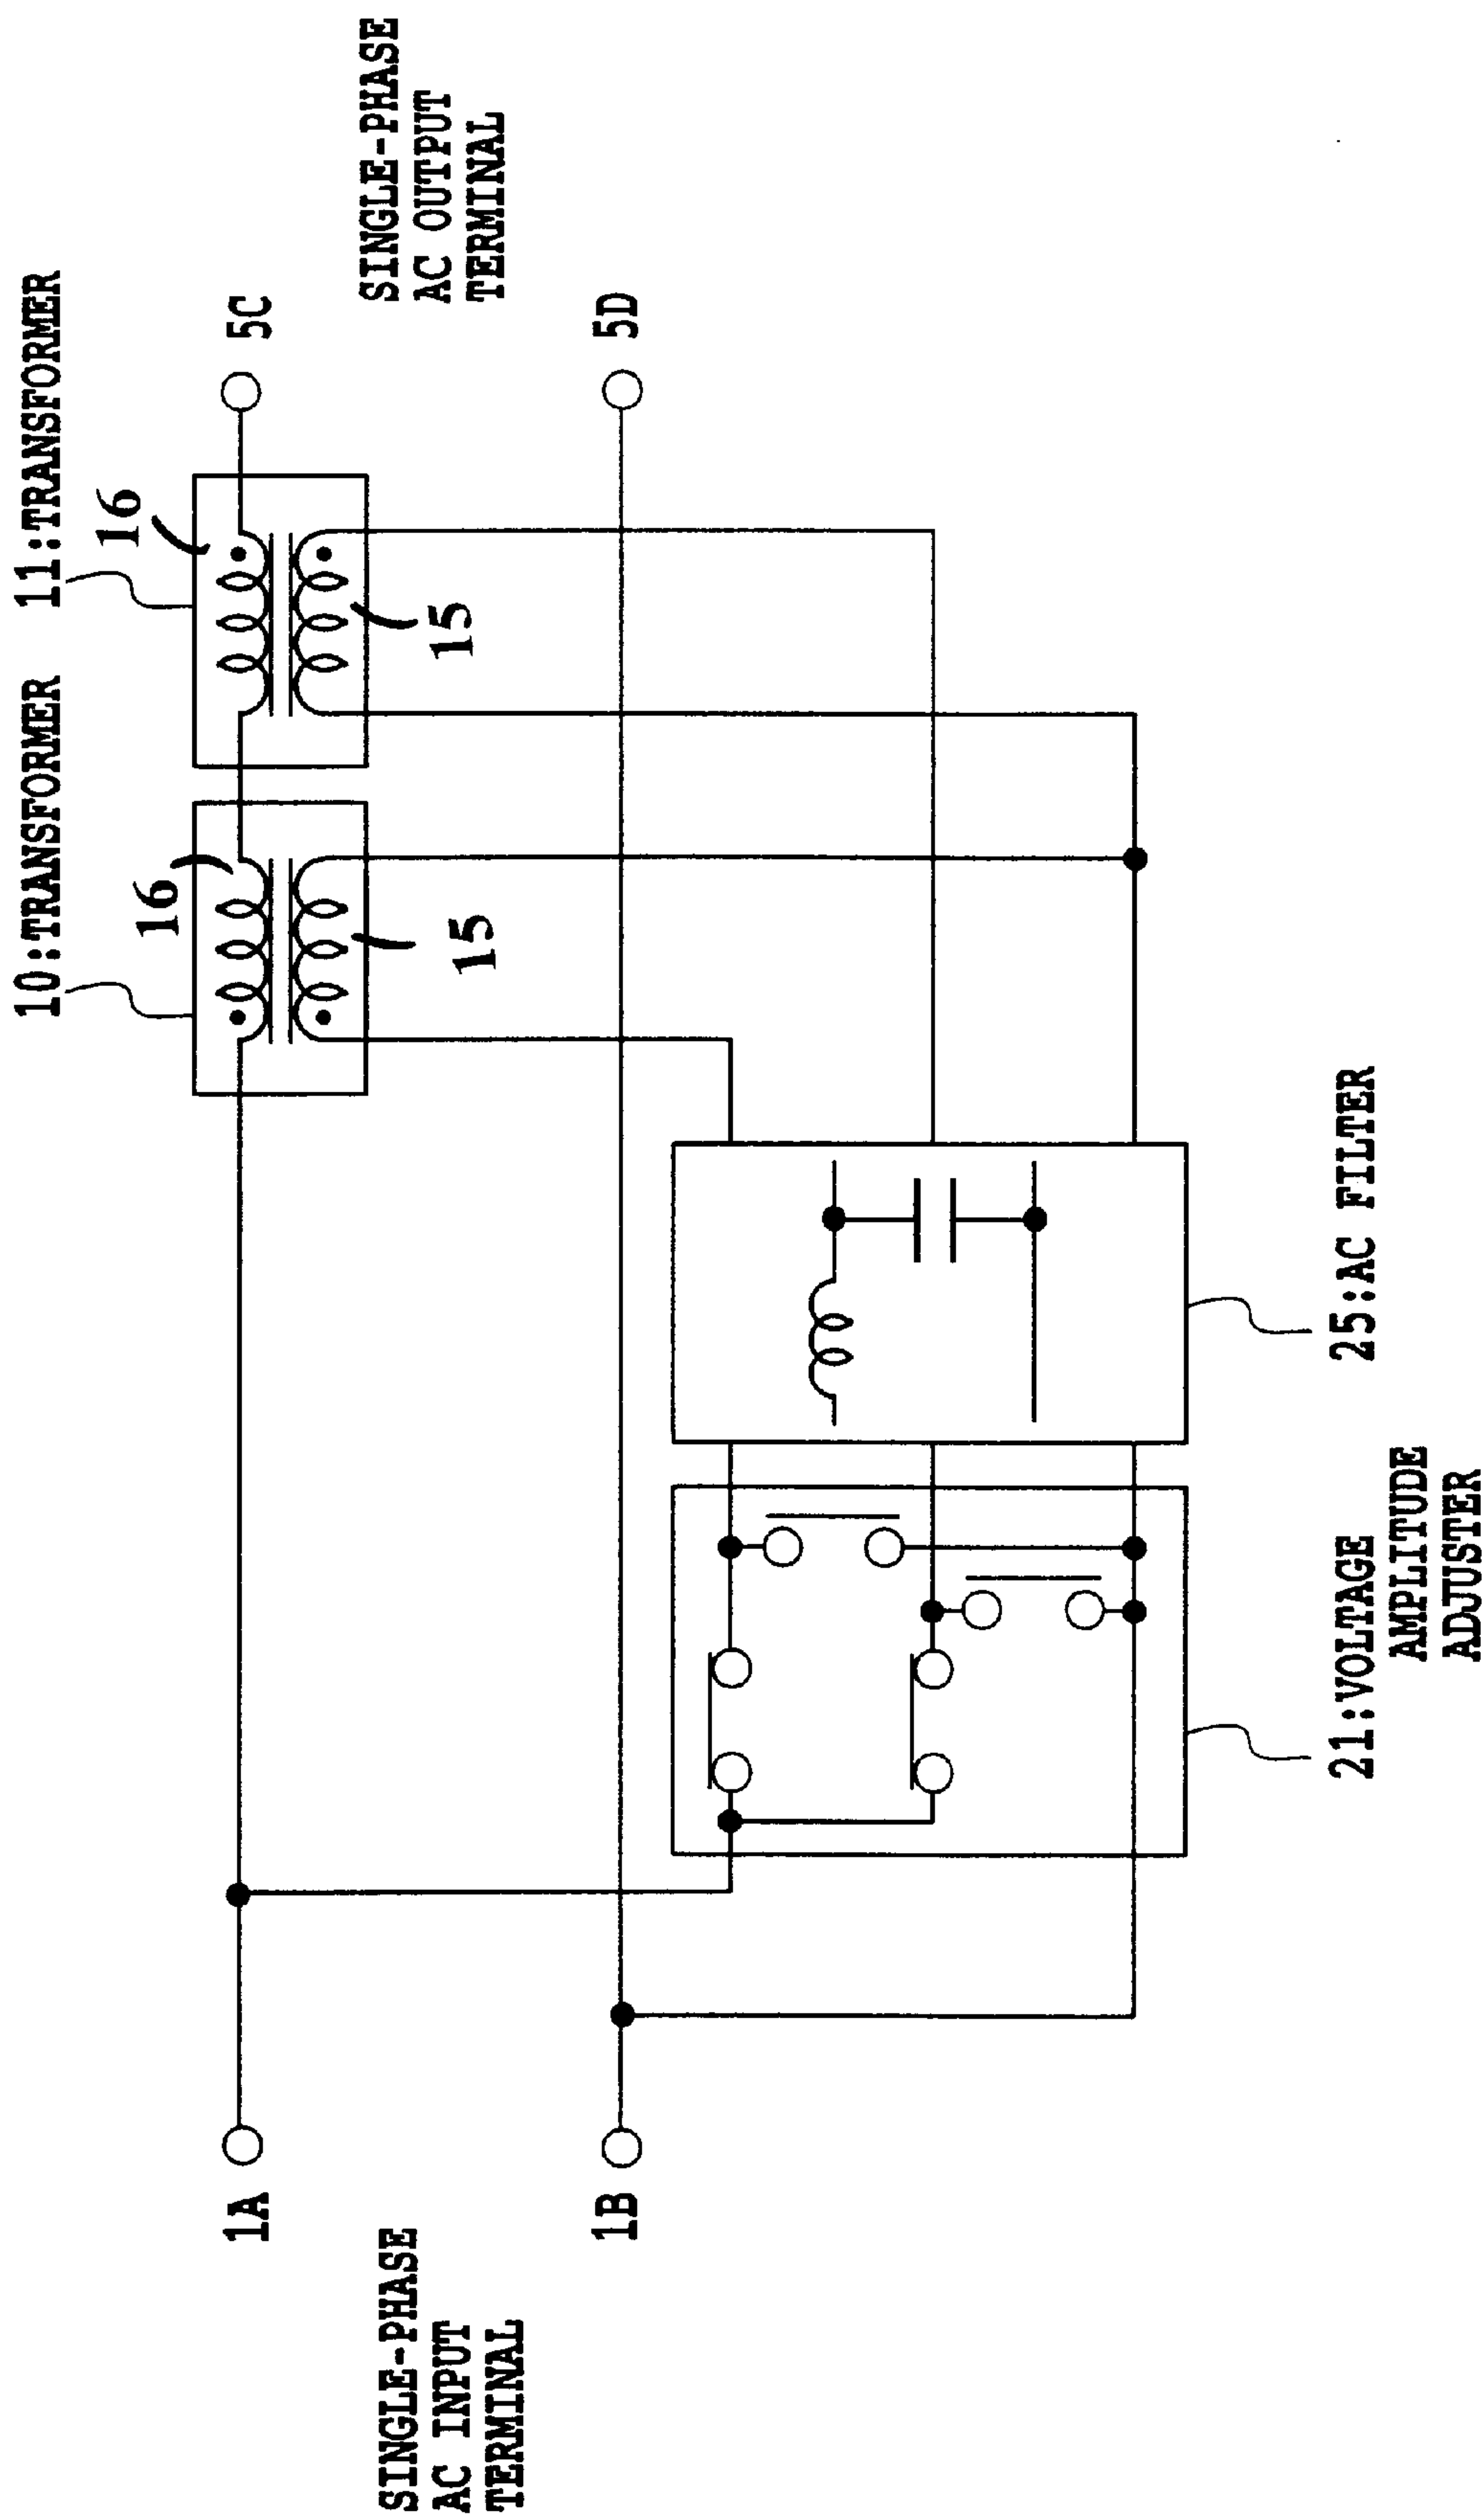 10:TRANSFORMER 11:TRANSFORMER
16
16
15
15
1A
5C
SINGLE-PHASE
AC INPUT
TERMINAL
SINGLE-PHASE
AC OUTPUT
TERMINAL
1B
5D
21:VOLTAGE
AMPLITUDE
ADJUSTER
25:AC FILTER